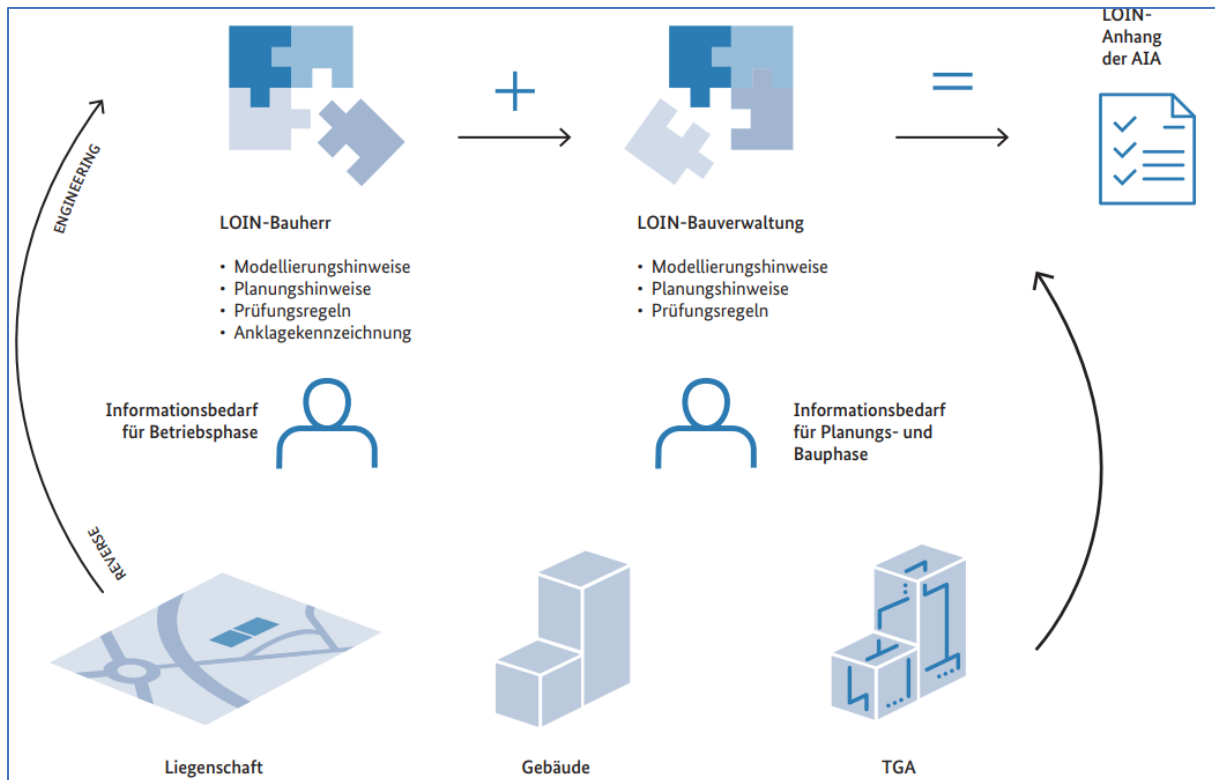 LOIN-
Anhang
der AIA
ENGINEERING
REVERSE
LOIN-Bauherr
• Modellierungshinweise
• Planungshinweise
• Prüfungsregeln
• Anklagekennzeichnung
LOIN-Bauverwaltung
• Modellierungshinweise
• Planungshinweise
• Prüfungsregeln
Informationsbedarf
für Betriebsphase
Informationsbedarf
für Planungs- und
Bauphase
Liegenschaft
Gebäude
TGA